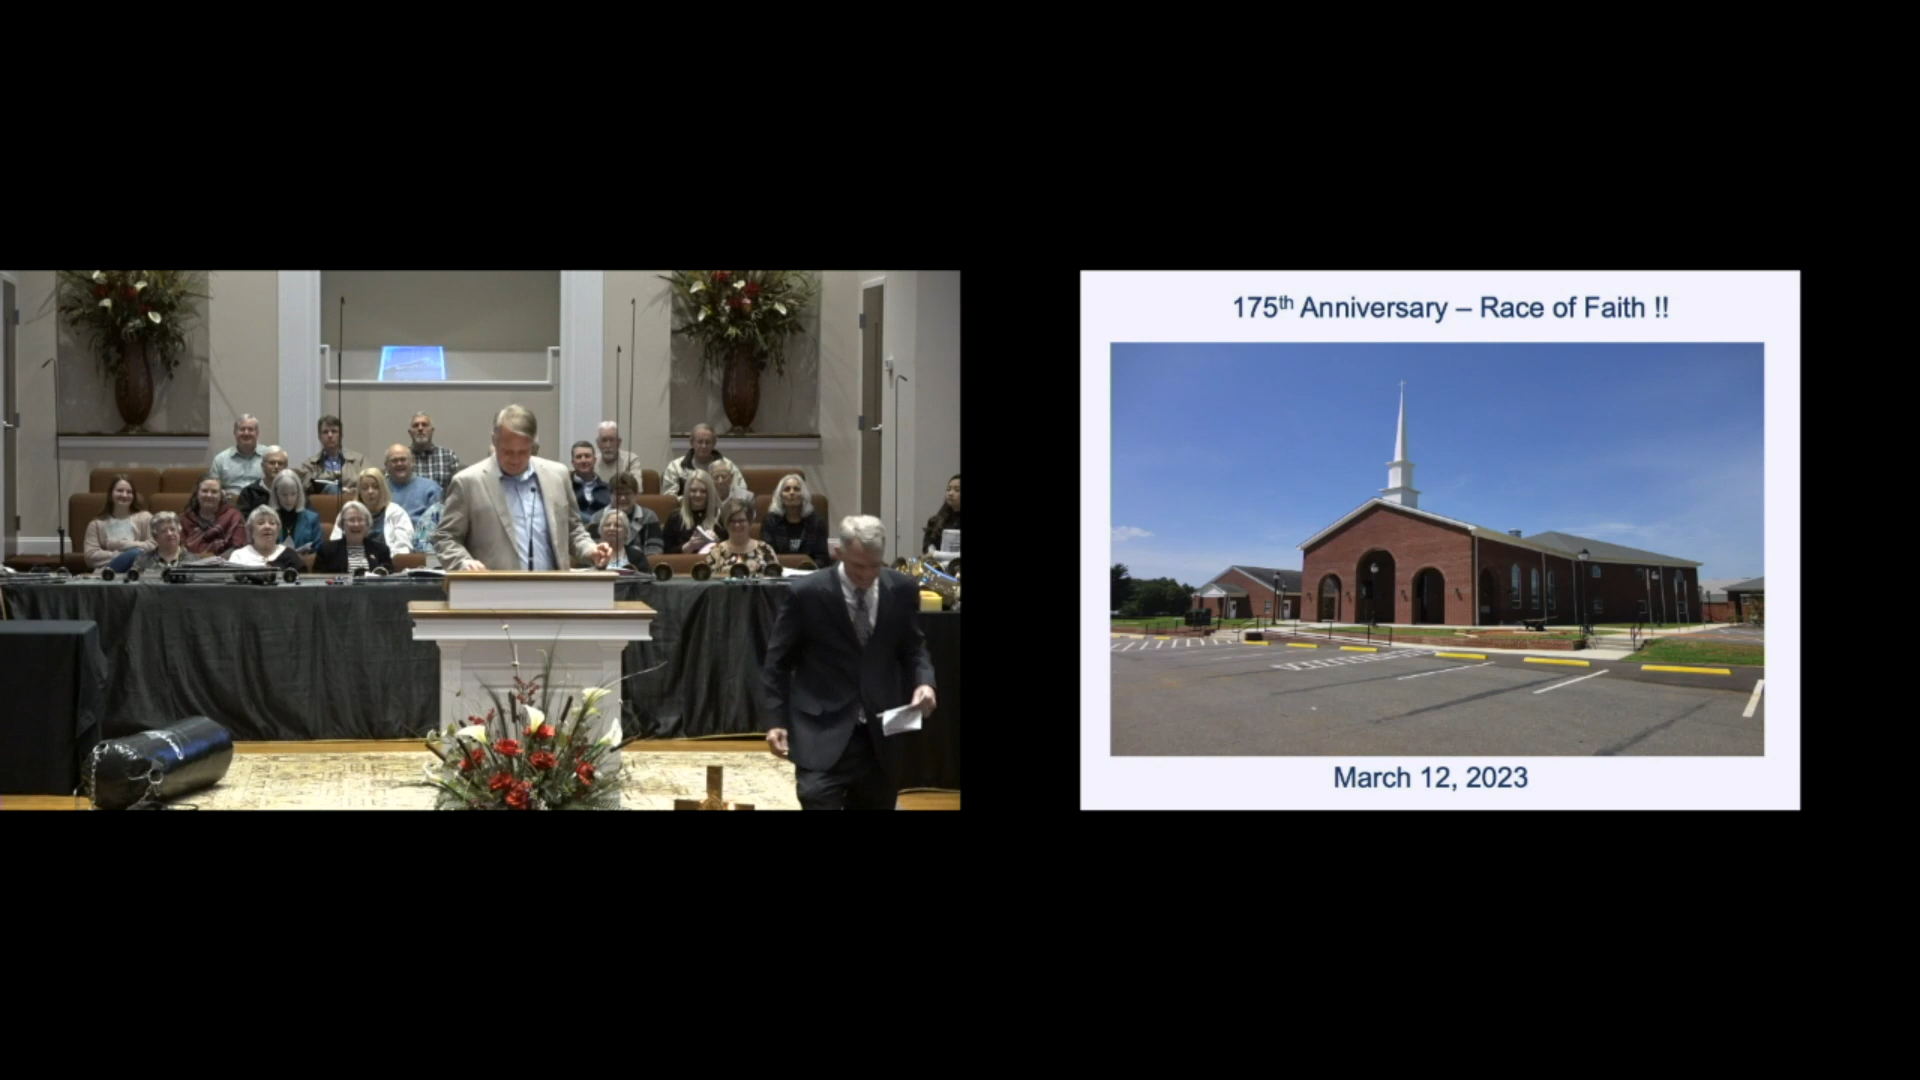 175th Anniversary – Race of Faith !!
March 12, 2023